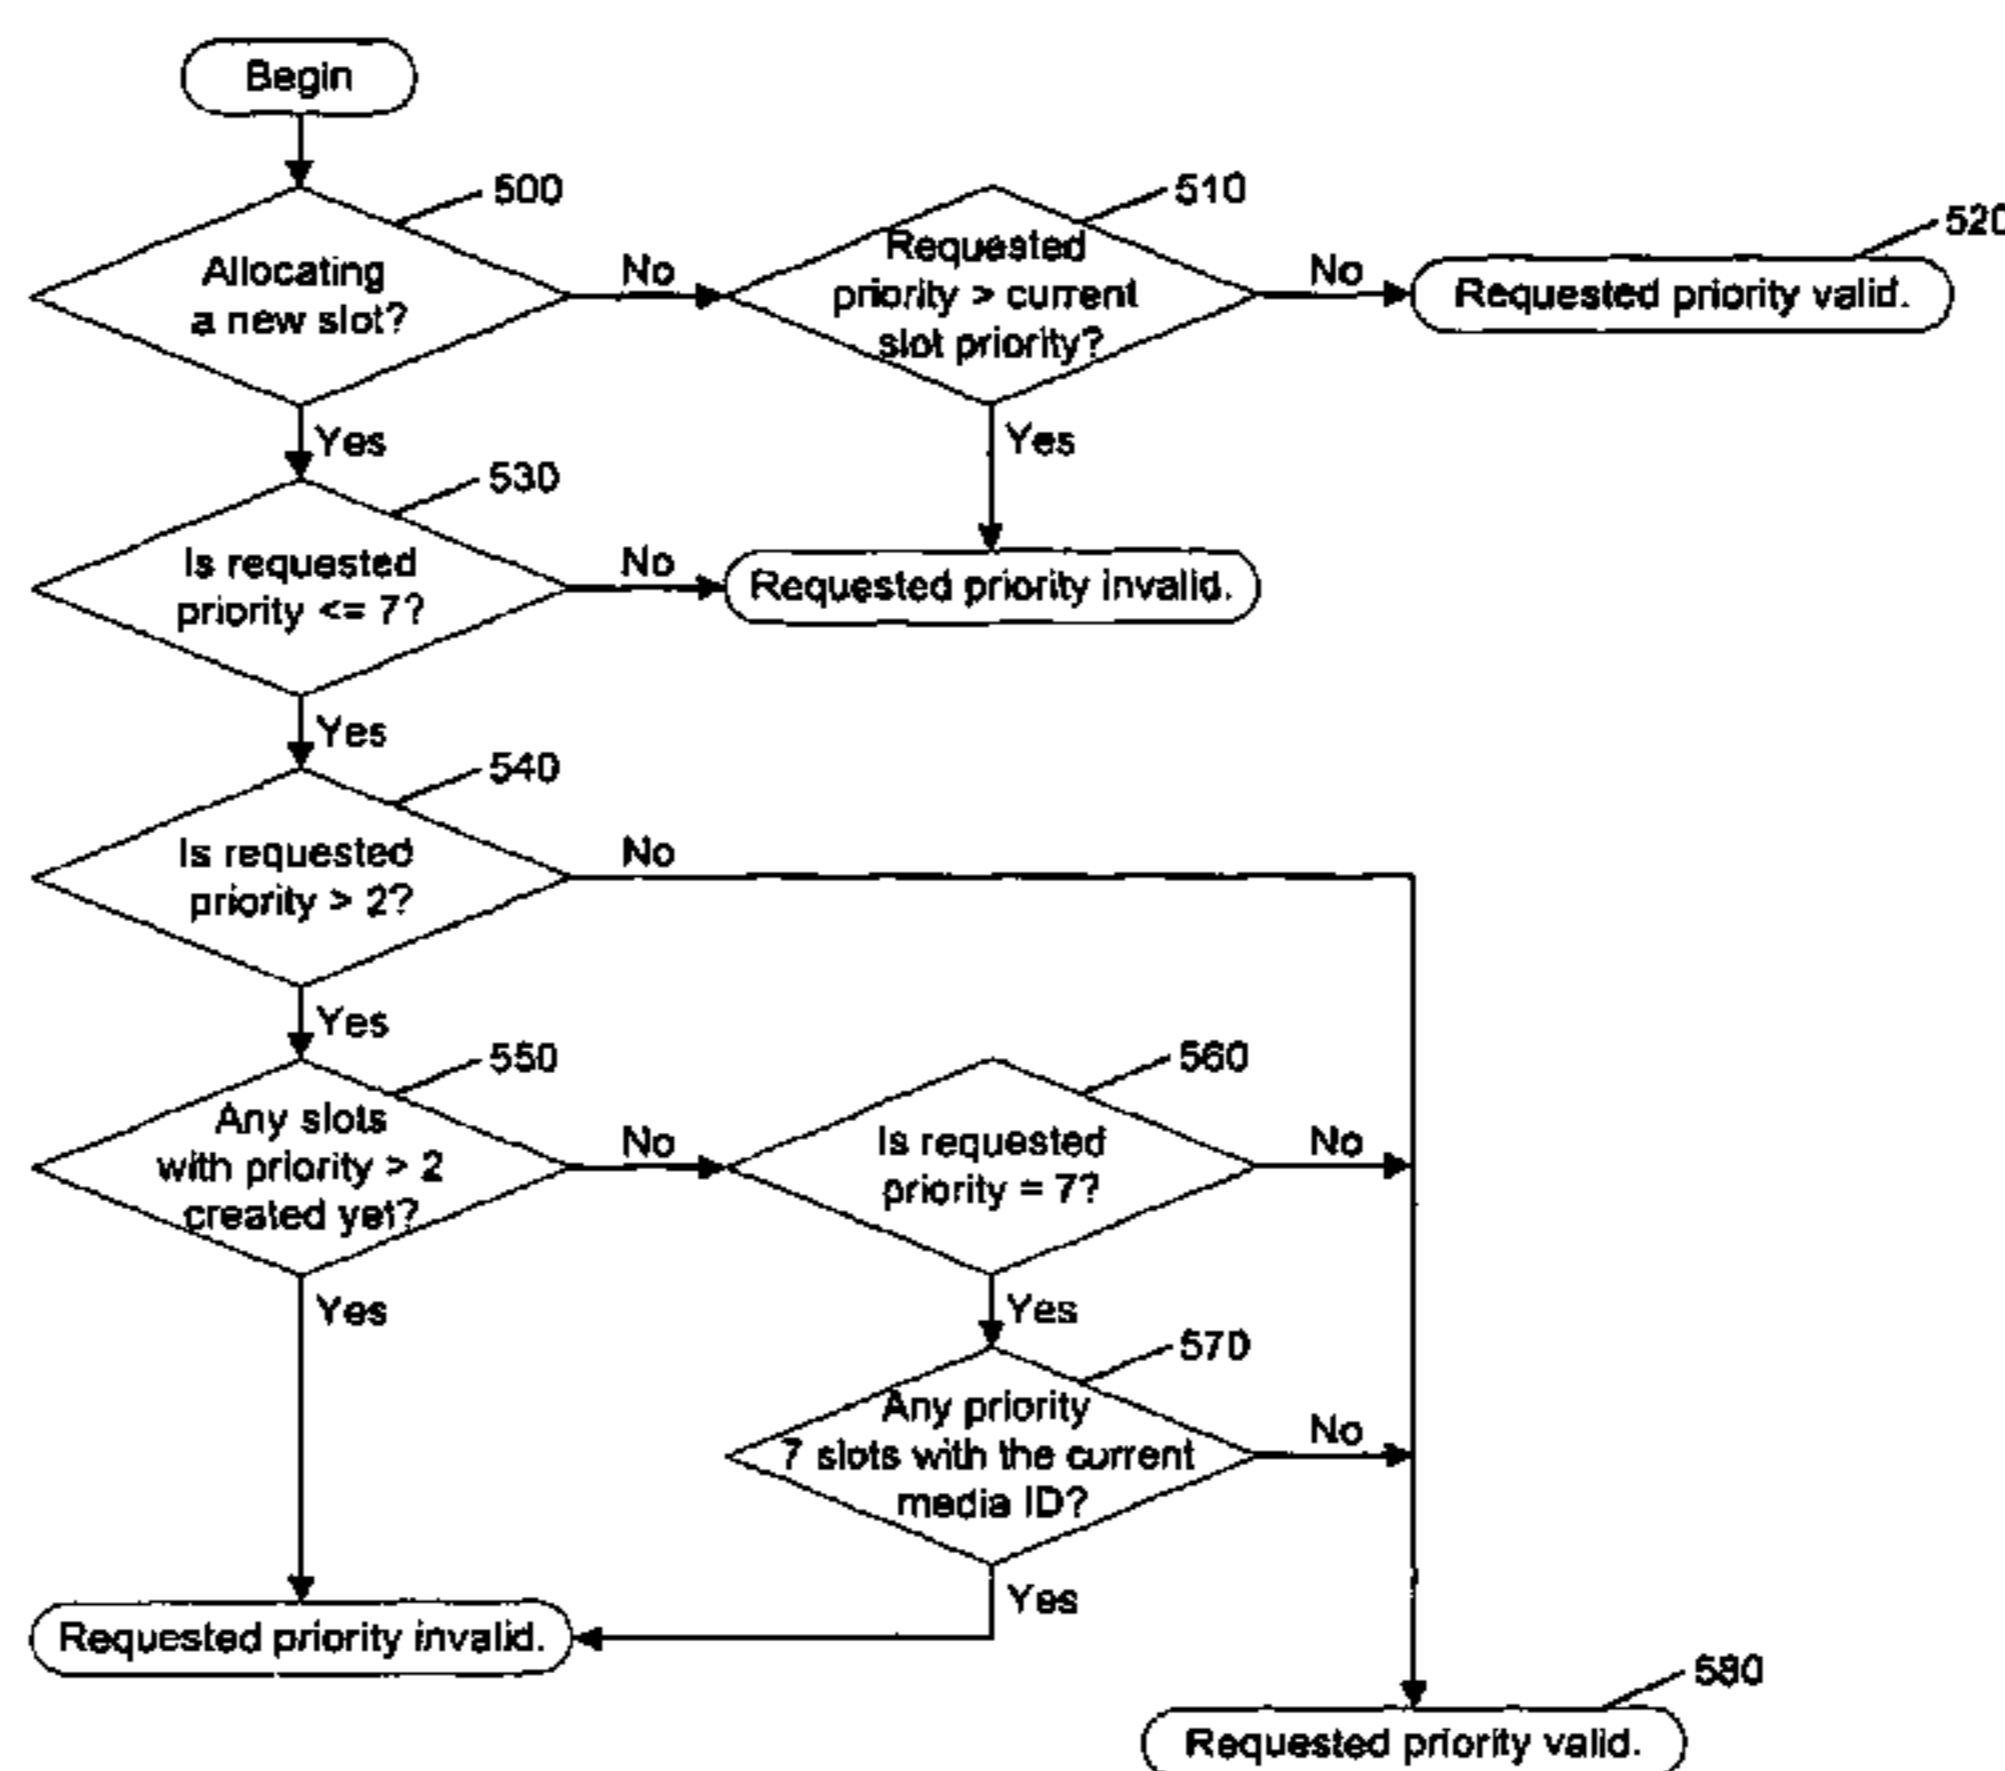 Begin
500
Allocating
a new slot?
No
510
Requested
priority > current
slot priority?
No
520
Requested priority valid.
Yes
Yes
530
Is requested
priority <= 7?
No
Requested priority invalid.
Yes
540
Is requested
priority > 2?
No
Yes
550
Any slots
with priority > 2
created yet?
No
560
Is requested
priority = 7?
No
Yes
Yes
570
Any priority
7 slots with the current
media ID?
No
Yes
Requested priority invalid.
580
Requested priority valid.